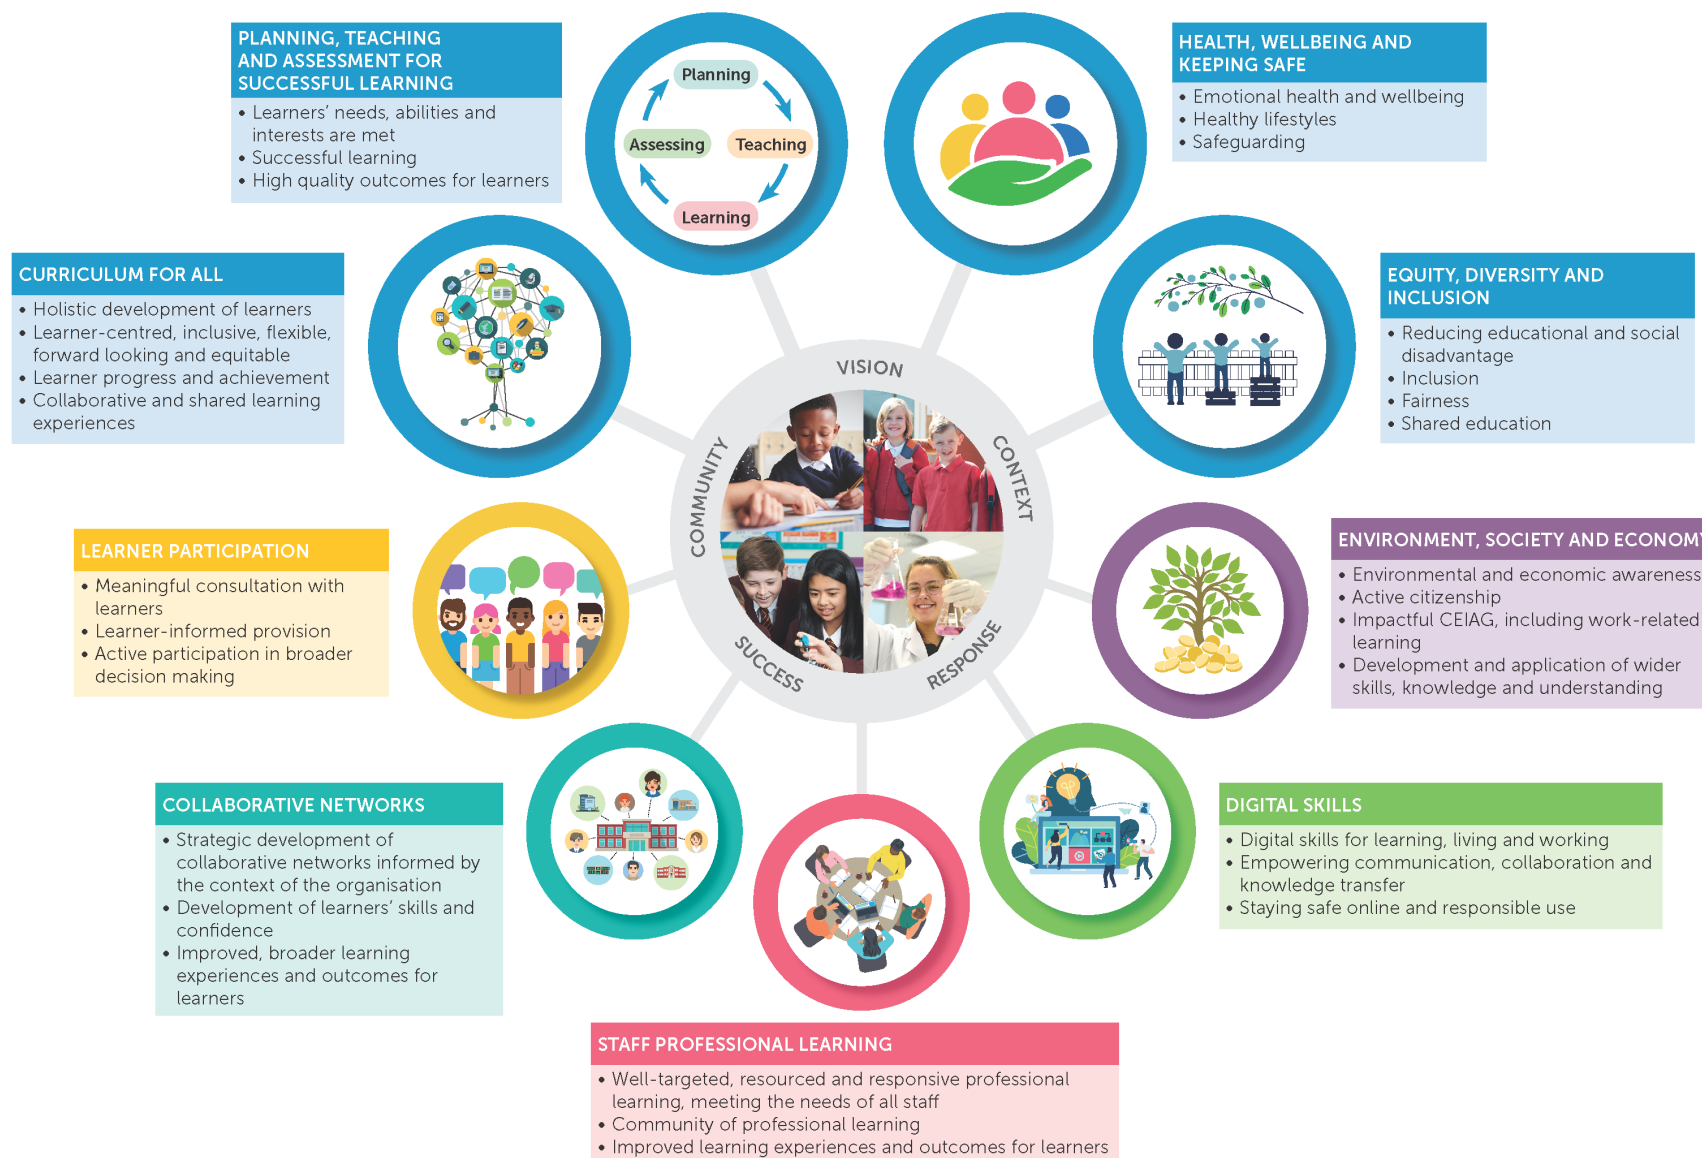 PLANNING, TEACHING
AND ASSESSMENT FOR
SUCCESSFUL LEARNING
• Learners’ needs, abilities and
interests are met
• Successful learning
• High quality outcomes for learners
Planning
Teaching
Learning
Assessing
HEALTH, WELLBEING AND
KEEPING SAFE
• Emotional health and wellbeing
• Healthy lifestyles
• Safeguarding
CURRICULUM FOR ALL
• Holistic development of learners
• Learner-centred, inclusive, flexible,
forward looking and equitable
• Learner progress and achievement
• Collaborative and shared learning
experiences
EQUITY, DIVERSITY AND
INCLUSION
• Reducing educational and social
disadvantage
• Inclusion
• Fairness
• Shared education
VISION
CONTEXT
RESPONSE
SUCCESS
COMMUNITY
LEARNER PARTICIPATION
• Meaningful consultation with
learners
• Learner-informed provision
• Active participation in broader
decision making
ENVIRONMENT, SOCIETY AND ECONOMY
• Environmental and economic awareness
• Active citizenship
• Impactful CEIAG, including work-related
learning
• Development and application of wider
skills, knowledge and understanding
COLLABORATIVE NETWORKS
• Strategic development of
collaborative networks informed by
the context of the organisation
• Development of learners’ skills and
confidence
• Improved, broader learning
experiences and outcomes for
learners
DIGITAL SKILLS
• Digital skills for learning, living and working
• Empowering communication, collaboration and
knowledge transfer
• Staying safe online and responsible use
STAFF PROFESSIONAL LEARNING
• Well-targeted, resourced and responsive professional
learning, meeting the needs of all staff
• Community of professional learning
• Improved learning experiences and outcomes for learners